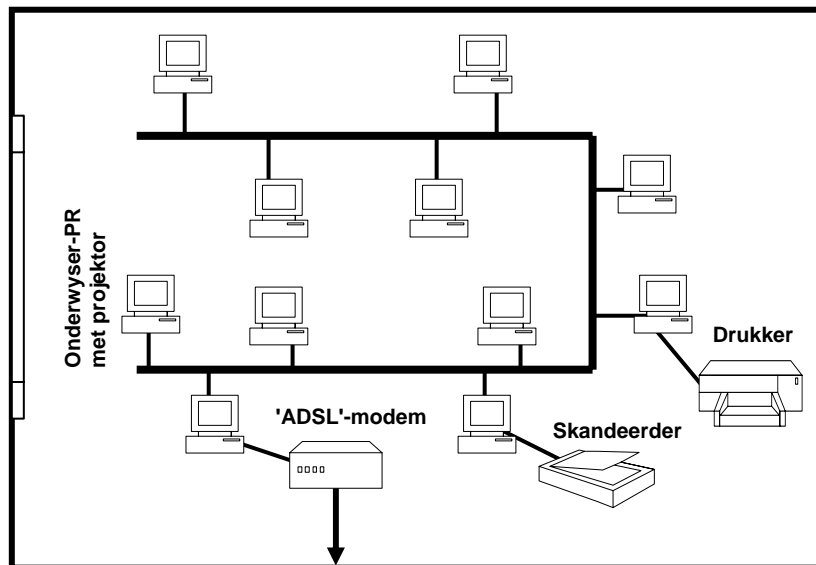 Onderwyser-PR
met projektor
Drukker
'ADSL'-modem
Skandeerder